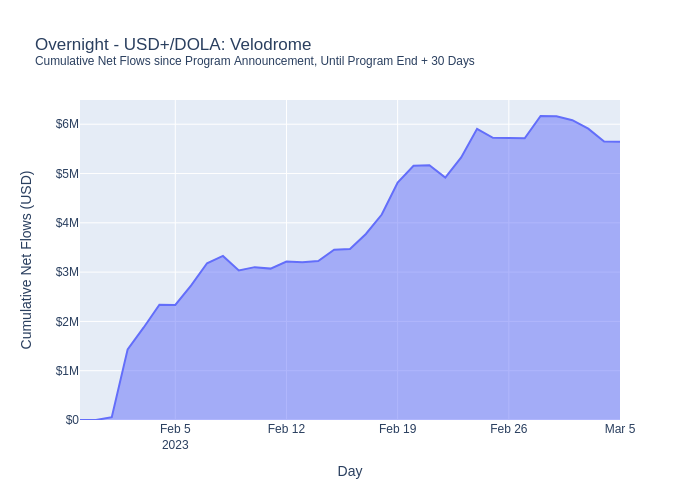 Overnight - USD+/DOLA: Velodrome
Cumulative Net Flows since Program Announcement, Until Program End + 30 Days
Cumulative Net Flows (USD)
$6M
$5M
$4M
$3M
$2M
$1M
$0
Feb 5
2023
Feb 12
Feb 19
Feb 26
Mar 5
Day